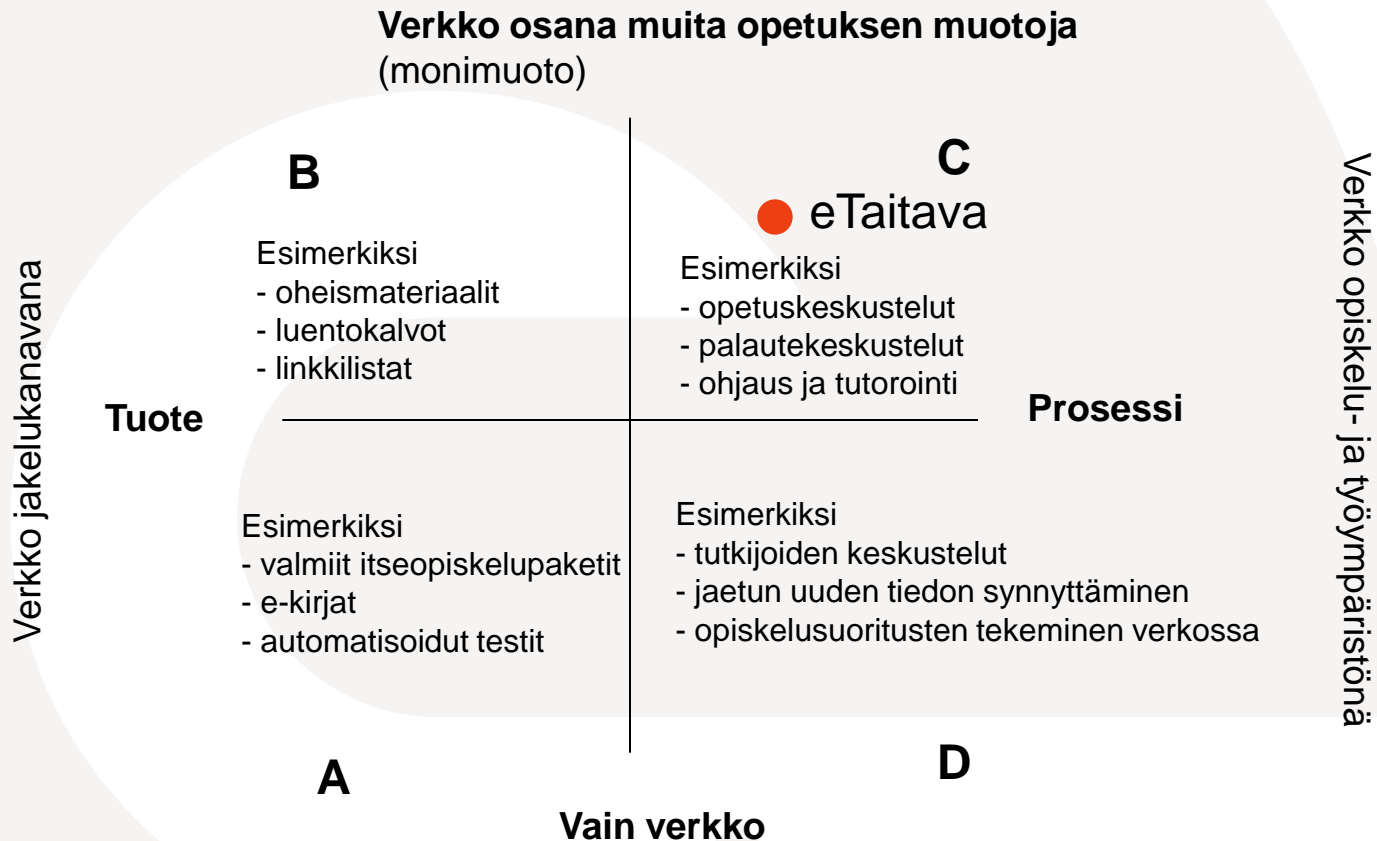 Verkko osana muita opetuksen muotoja
(monimuoto)
B
Esimerkiksi
- oheismateriaalit
- luentokalvot
- linkkilistat
C
eTaitava
Esimerkiksi
- opetuskeskustelut
- palautekeskustelut
- ohjaus ja tutorointi
Verkko jakelukanavana
Tuote
Prosessi
Verkko opiskelu- ja työympäristönä
Esimerkiksi
- valmiit itseopiskelupaketit
- e-kirjat
- automatisoidut testit
A
Esimerkiksi
- tutkijoiden keskustelut
- jaetun uuden tiedon synnyttäminen
- opiskelusuoritusten tekeminen verkossa
D
Vain verkko